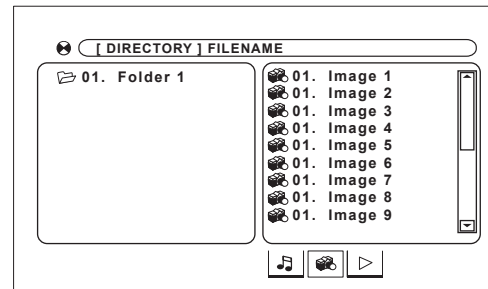 [ DIRECTORY ] FILENAME
01. Folder 1
01. Image 1
01. Image 2
01. Image 3
01. Image 4
01. Image 5
01. Image 6
01. Image 7
01. Image 8
01. Image 9